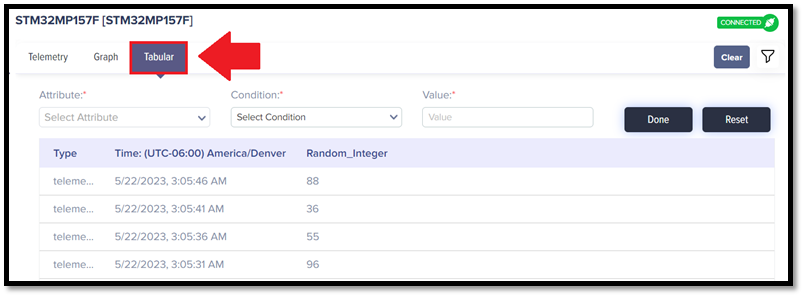 STM32MP157F [STM32MP157F]
CONNECTED
Telemetry Graph Tabular Clear
Attribute:* Condition:* Value:*
Select Attribute Select Condition Value Done Reset
Type Time: (UTC-06:00) America/Denver Random_Integer
teleme... 5/22/2023, 3:05:46 AM 88
teleme... 5/22/2023, 3:05:41 AM 36
teleme... 5/22/2023, 3:05:36 AM 55
teleme... 5/22/2023, 3:05:31 AM 96